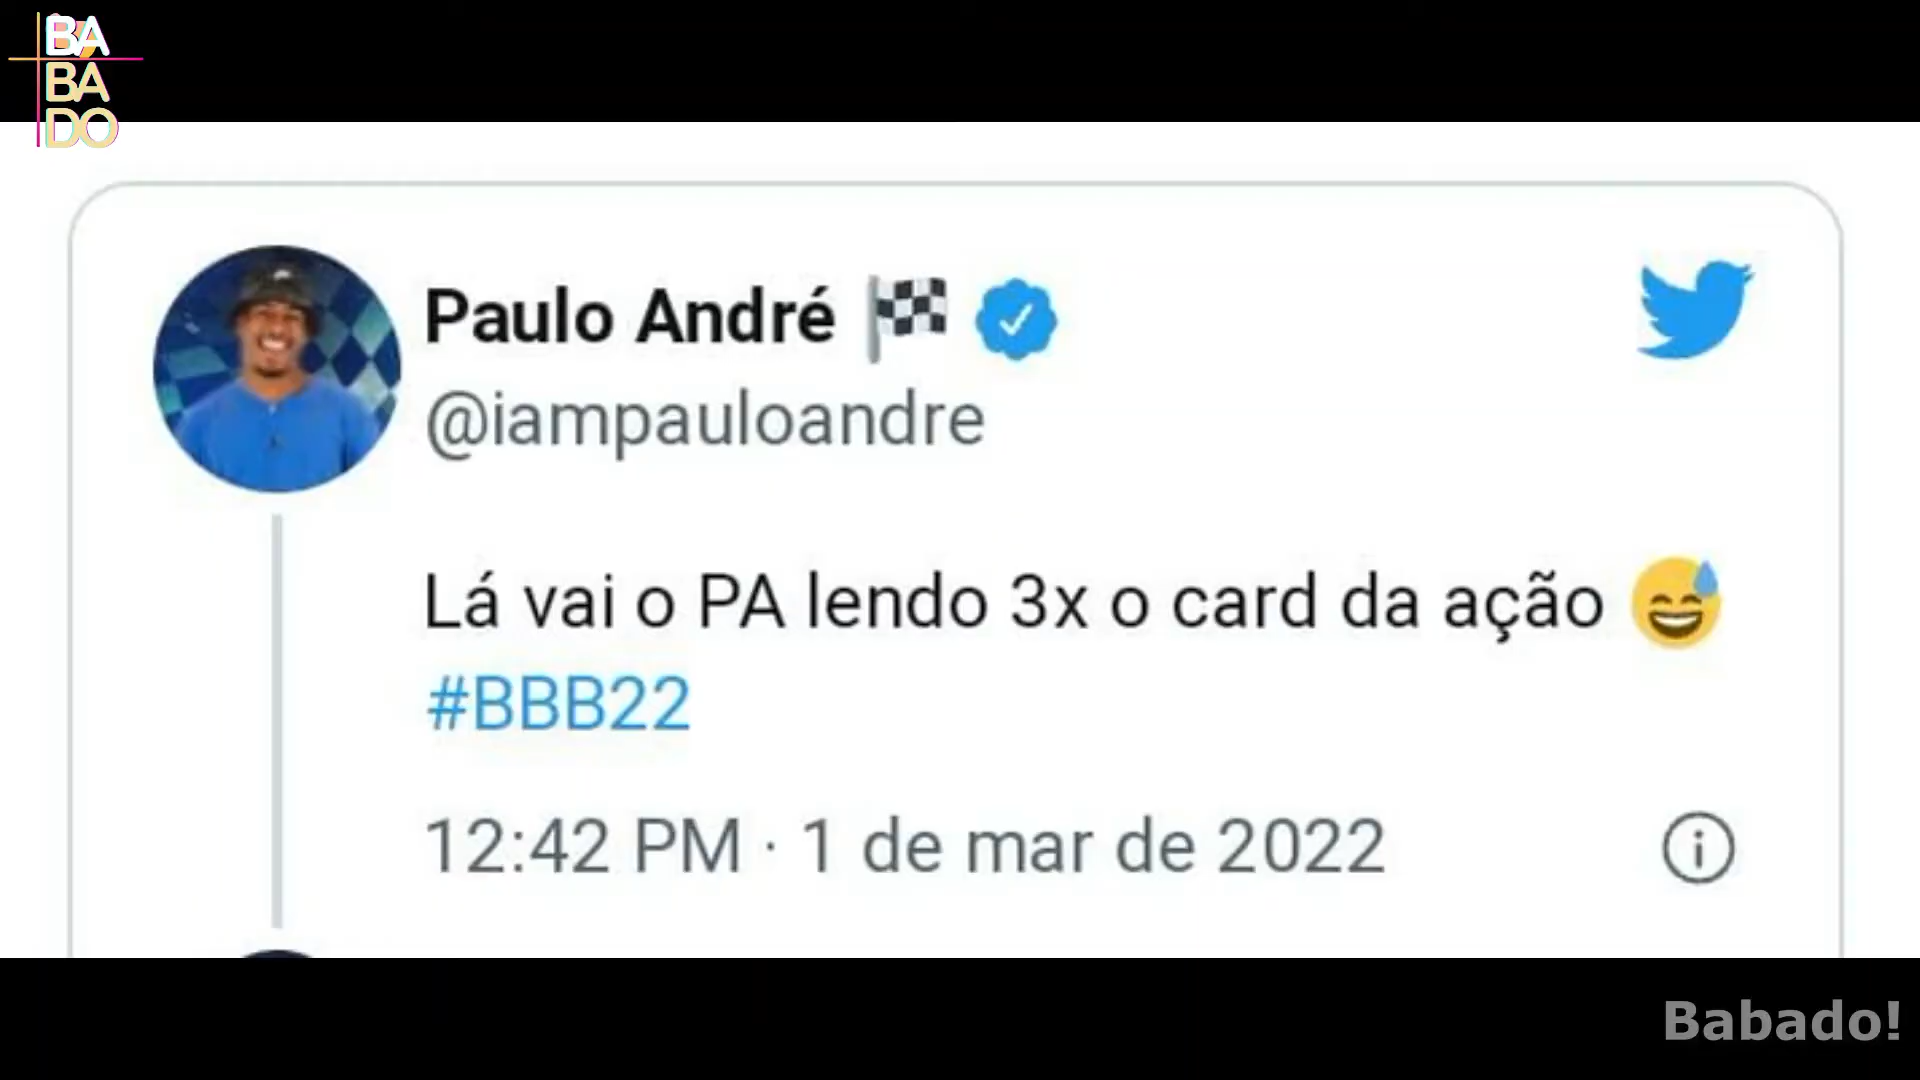 BA
BA
DO
Paulo André 🏁
@iampauloandre
Lá vai o PA lendo 3x o card da ação 😅
#BBB22
12:42 PM · 1 de mar de 2022
Babado!